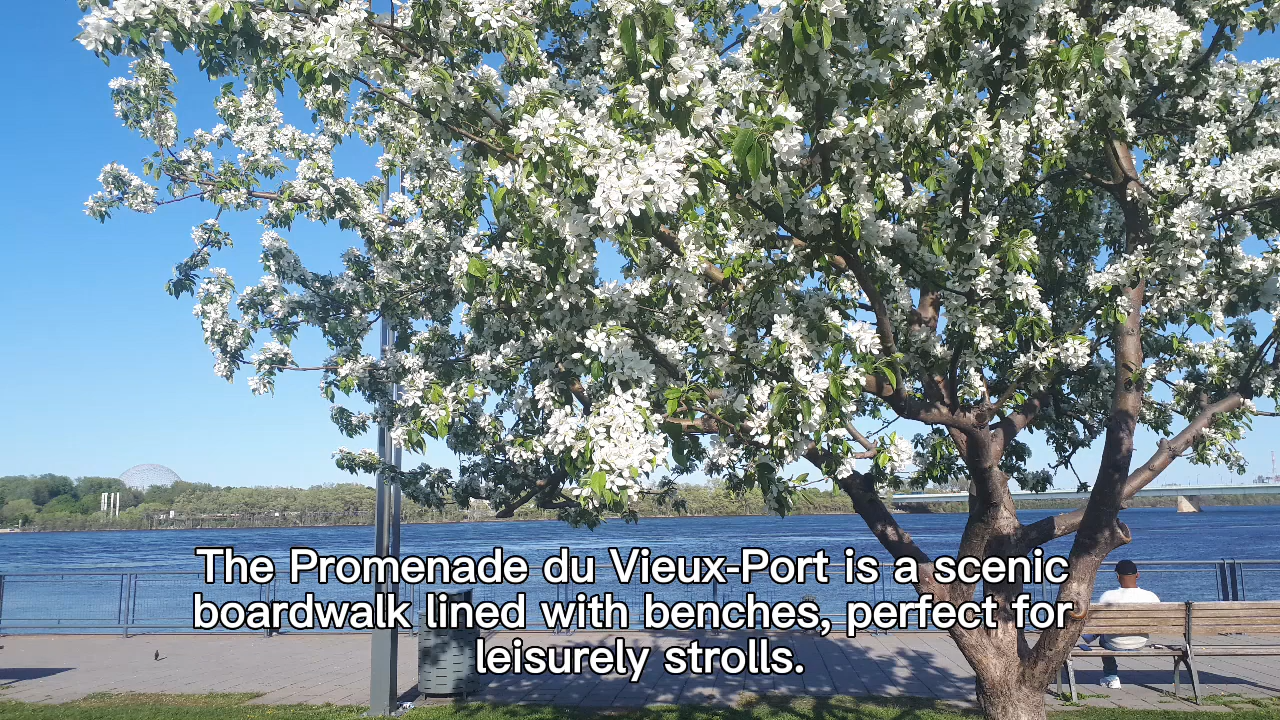 The Promenade du Vieux-Port is a scenic
boardwalk lined with benches, perfect for
leisurely strolls.